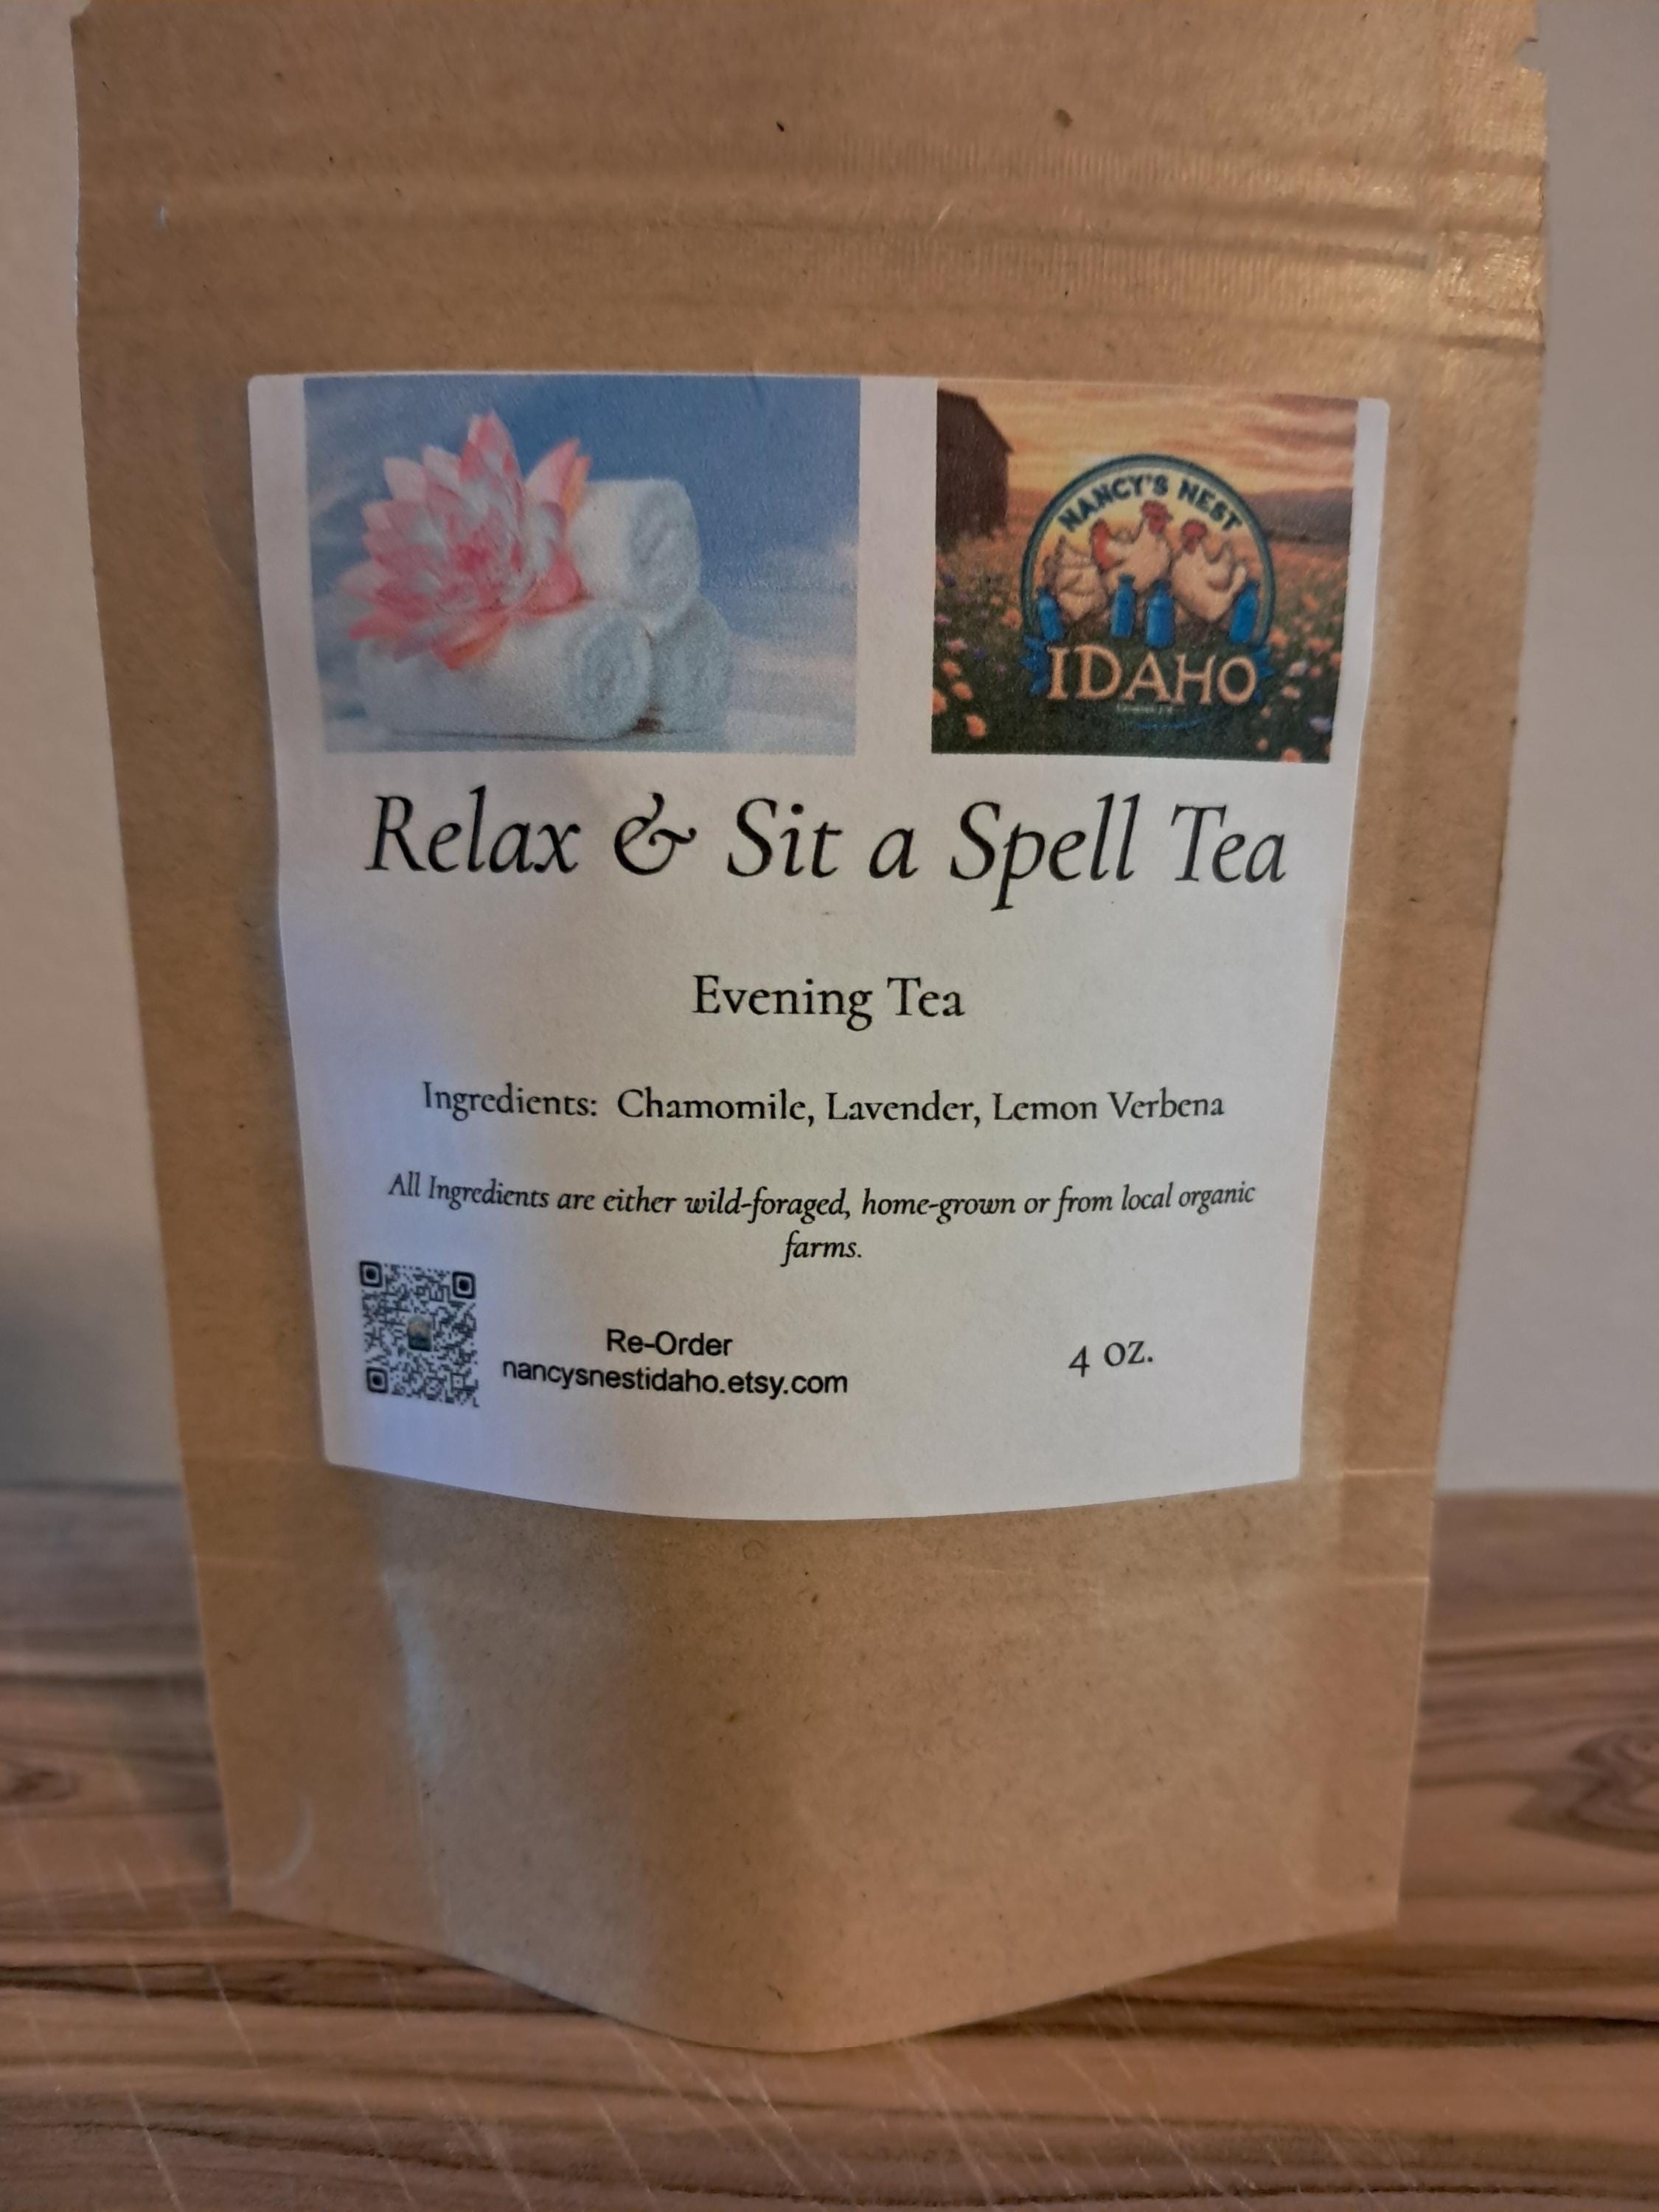 NANCY'S NEST
IDAHO
Relax & Sit a Spell Tea
Evening Tea
Ingredients: Chamomile, Lavender, Lemon Verbena
All Ingredients are either wild-foraged, home-grown or from local organic
farms.
Re-Order
nancysnestidaho.etsy.com
4 oz.